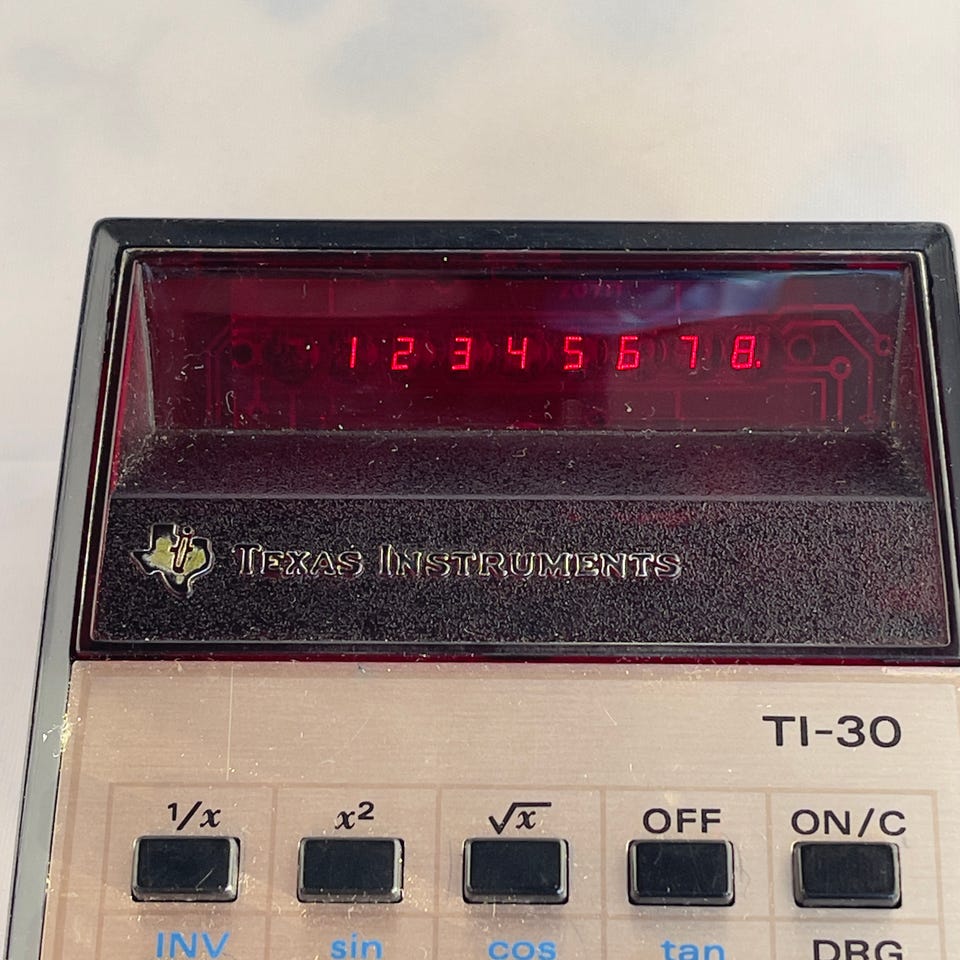 12345678.
TEXAS INSTRUMENTS
TI-30
1/x x² √x OFF ON/C
INV sin cos tan DRG